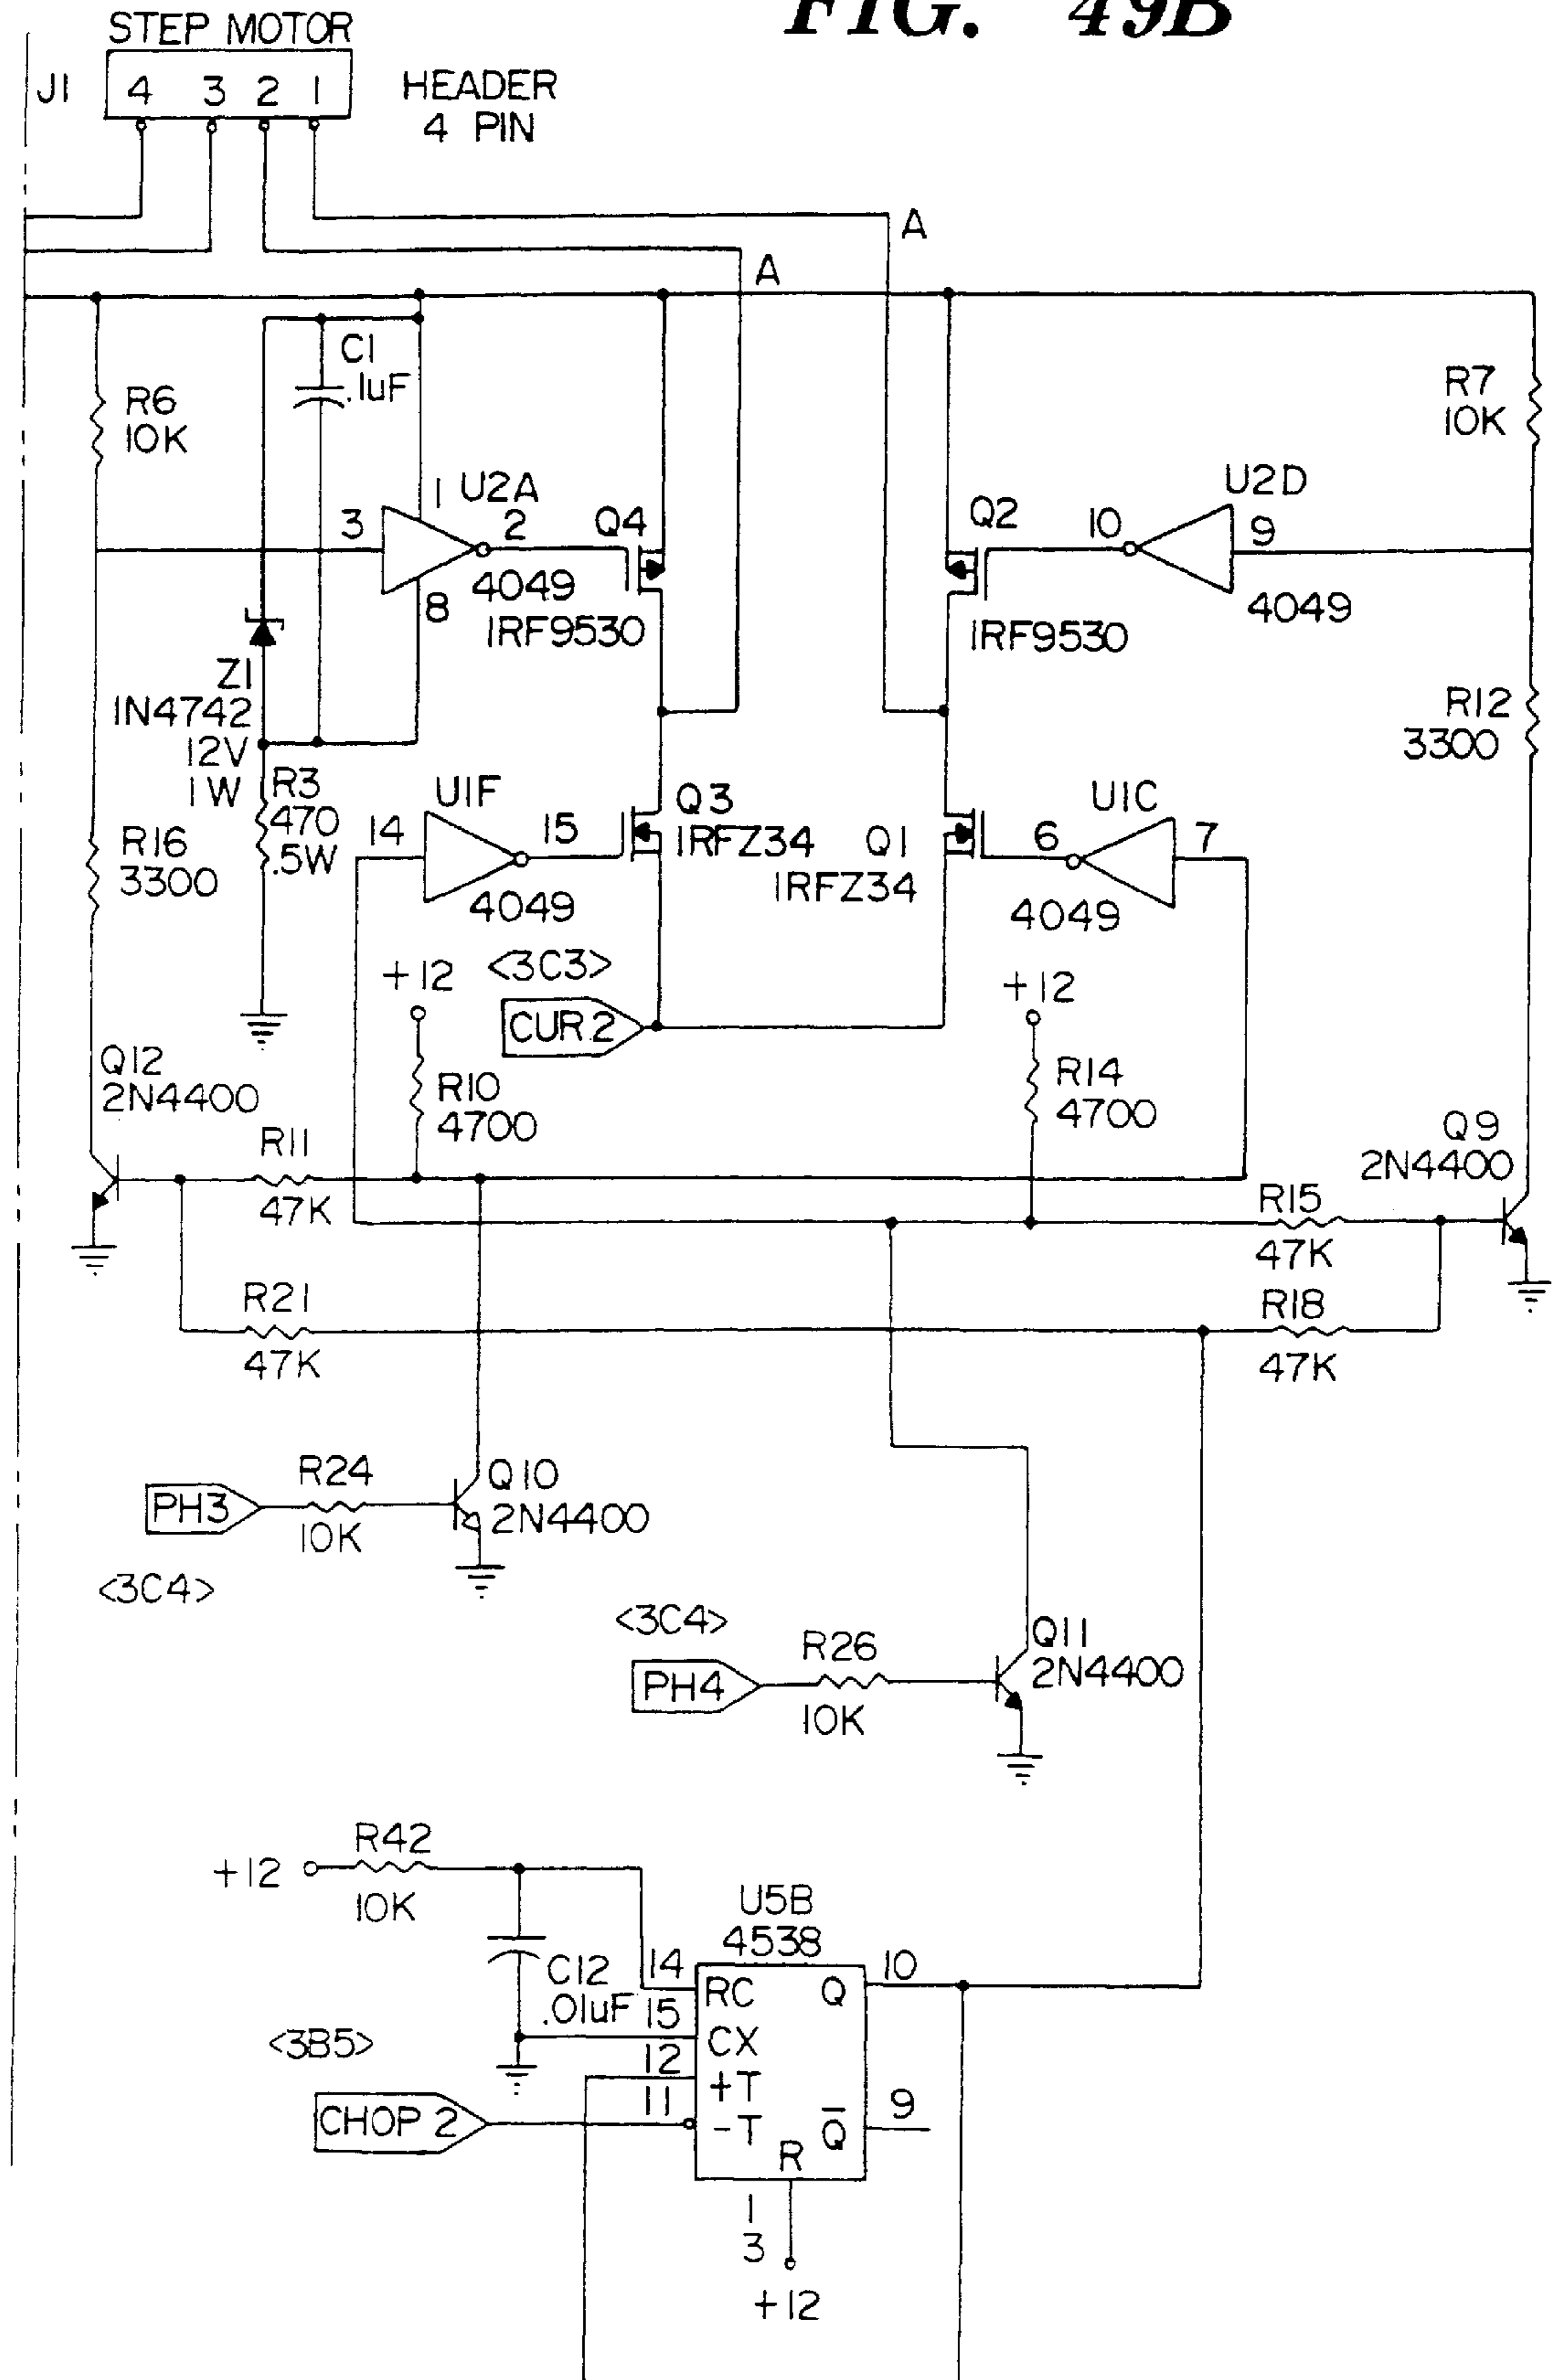 FIG. 49B
STEP MOTOR
J1
4 3 2 1
HEADER
4 PIN
A
A
C1
.1uF
R6
10K
R7
10K
1
U2A
3
2
4049
8
Q4
IRF9530
Q2
IRF9530
10
U2D
9
4049
Z1
1N4742
12V
1W
R3
470
.5W
R12
3300
R16
3300
U1F
14
15
4049
Q3
IRFZ34
Q1
IRFZ34
U1C
6
7
4049
<3C3>
CUR.2
+12
R10
4700
+12
R14
4700
Q12
2N4400
Q9
2N4400
R11
47K
R15
47K
R21
47K
R18
47K
PH3
R24
10K
Q10
2N4400
<3C4>
<3C4>
PH4
R26
10K
Q11
2N4400
+12
R42
10K
C12
.01uF
U5B
4538
14
RC
Q
10
15
CX
12
+T
11
-T
R
Q̅
9
<3B5>
CHOP 2
1
3
+12